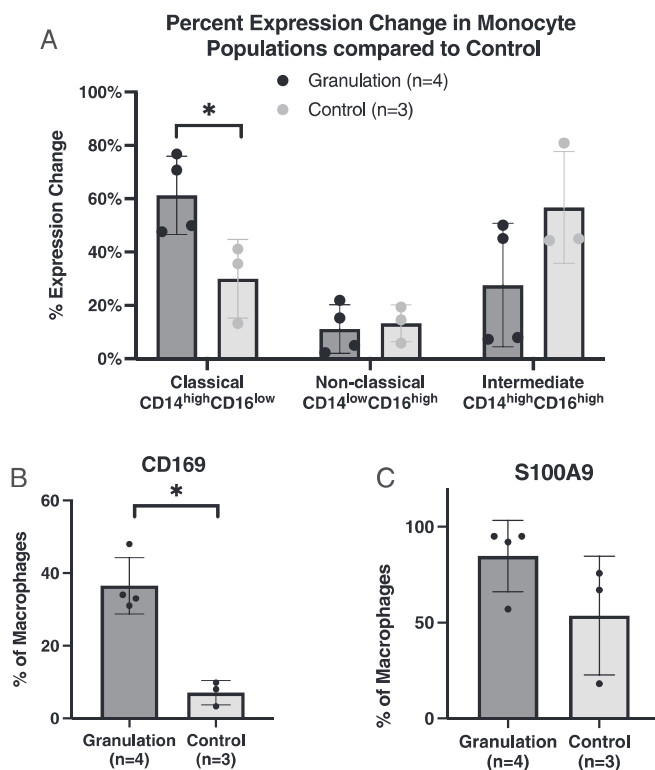 A
Percent Expression Change in Monocyte
Populations compared to Control
Granulation (n=4)
Control (n=3)
% Expression Change
100%
80%
60%
40%
20%
0%
*
Classical
CD14highCD16low
Non-classical
CD14lowCD16high
Intermediate
CD14highCD16high
B
CD169
*
% of Macrophages
60
40
20
0
Granulation
(n=4)
Control
(n=3)
C
S100A9
% of Macrophages
100
50
0
Granulation
(n=4)
Control
(n=3)